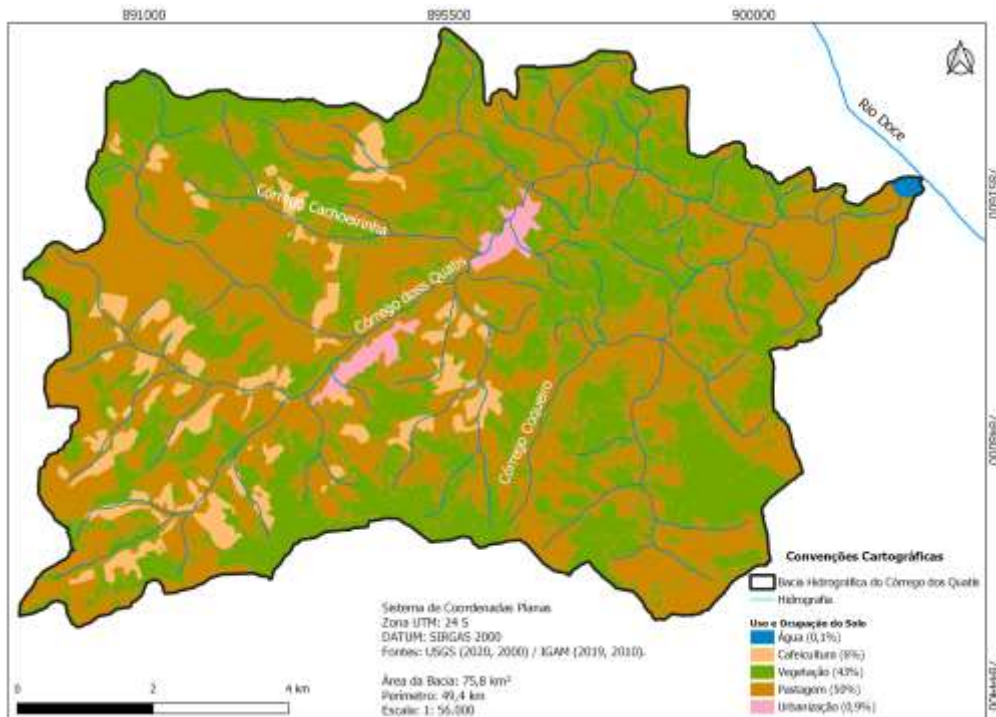 891000
895500
900000
Rio Doce
Córrego Cachoeirinha
Córrego doss Quatis
Córrego Coqueiro
Convenções Cartográficas
Bacia Hidrográfica do Córrego dos Quatis
Hidrografia
Uso e Ocupação do Solo
Água (0,1%)
Cafeicultura (6%)
Vegetação (43%)
Pastagem (50%)
Urbanização (0,9%)
Sistema de Coordenadas Planas
Zona UTM: 24 S
DATUM: SIRGAS 2000
Fontes: USGS (2020, 2000) / IGAM (2019, 2010).
Área da Bacia: 75,8 km²
Perímetro: 49,4 km
Escala: 1: 56.000
0 2 4 km